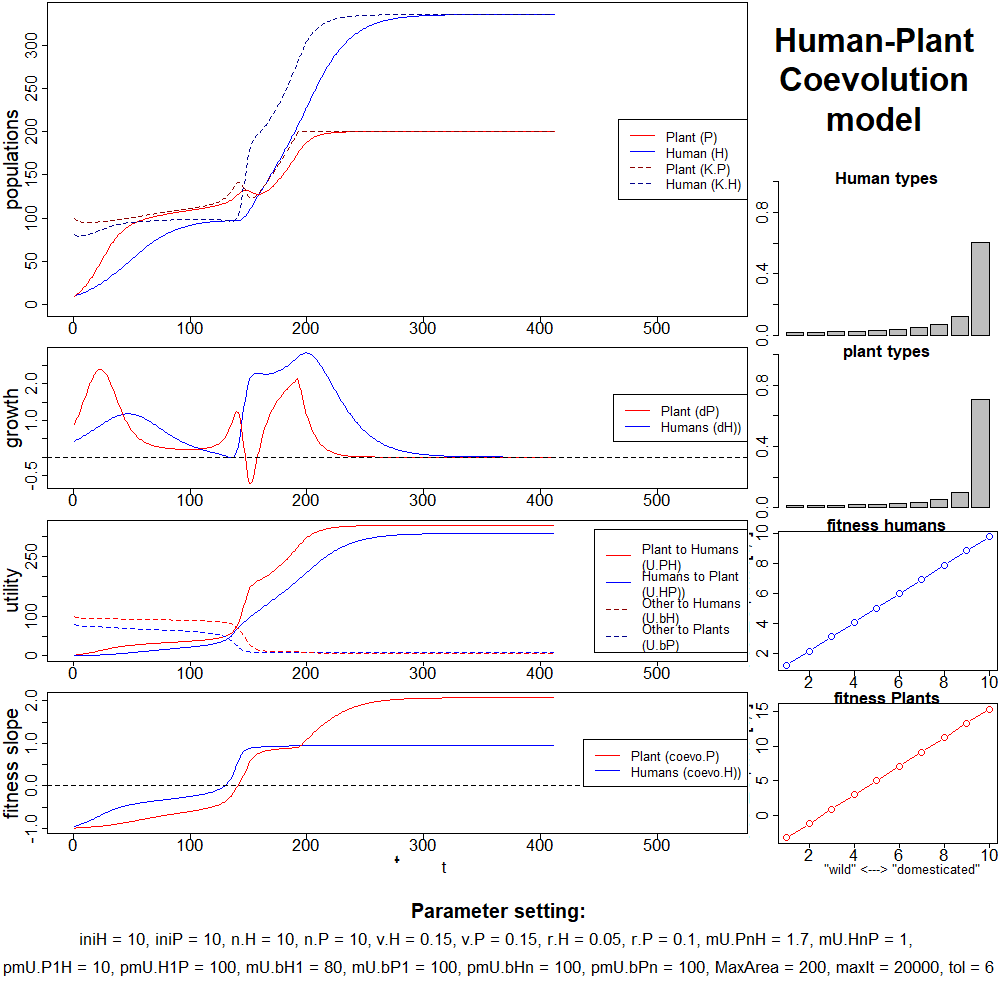 Human-Plant
Coevolution
model
populations
0
50
100
150
200
250
300
0 100 200 300 400 500
Plant (P)
Human (H)
Plant (K.P)
Human (K.H)
growth
-0.5
1.0
2.0
0 100 200 300 400 500
Plant (dP)
Humans (dH))
utility
0
100
250
0 100 200 300 400 500
Plant to Humans
(U.PH)
Humans to Plant
(U.HP))
Other to Humans
(U.bH)
Other to Plants
(U.bP)
fitness slope
-1.0
0.0
1.0
2.0
0 100 200 300 400 500
Plant (coevo.P)
Humans (coevo.H))
t
Human types
0.0
0.4
0.8
plant types
0.0
0.4
0.8
fitness humans
2
4
6
8
10
2 4 6 8 10
fitness Plants
0
5
10
15
2 4 6 8 10
"wild" <---> "domesticated"
Parameter setting:
iniH = 10, iniP = 10, n.H = 10, n.P = 10, v.H = 0.15, v.P = 0.15, r.H = 0.05, r.P = 0.1, mU.PnH = 1.7, mU.HnP = 1,
pmU.P1H = 10, pmU.H1P = 100, mU.bH1 = 80, mU.bP1 = 100, pmU.bHn = 100, pmU.bPn = 100, MaxArea = 200, maxIt = 20000, tol = 6